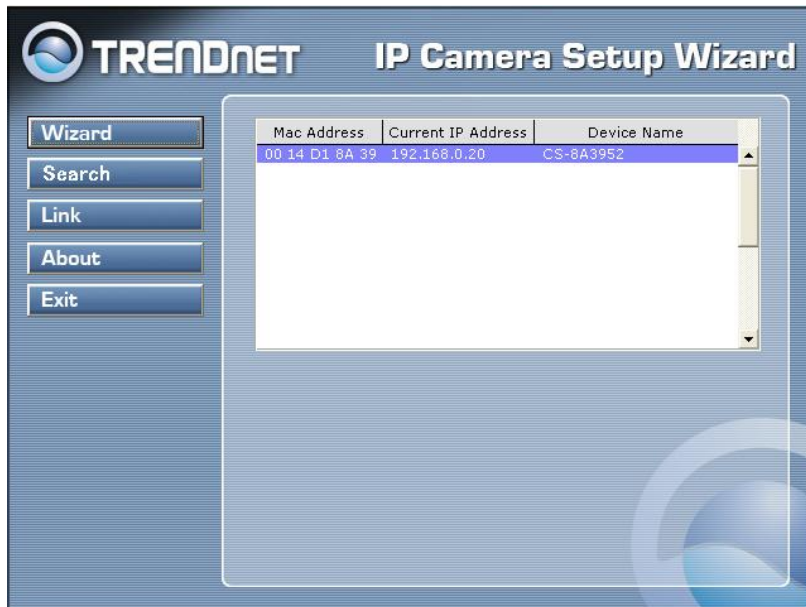 TRENDNET IP Camera Setup Wizard
Wizard
Search
Link
About
Exit
Mac Address Current IP Address Device Name
00 14 D1 8A 39 192.168.0.20 CS-8A3952